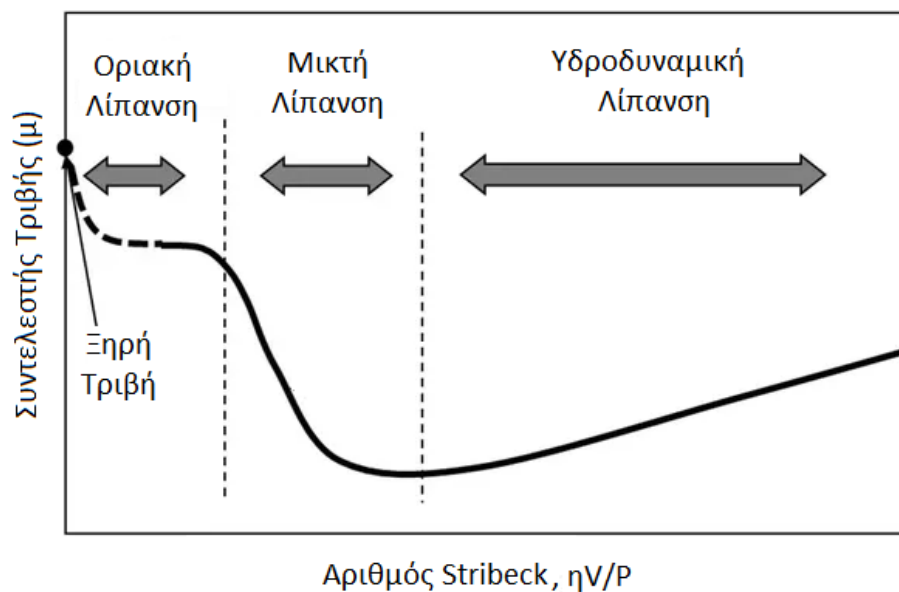 Οριακή
Λίπανση
Μικτή
Λίπανση
Υδροδυναμική
Λίπανση
Συντελεστής Τριβής (μ)
Ξηρή
Τριβή
Αριθμός Stribeck, ηV/P